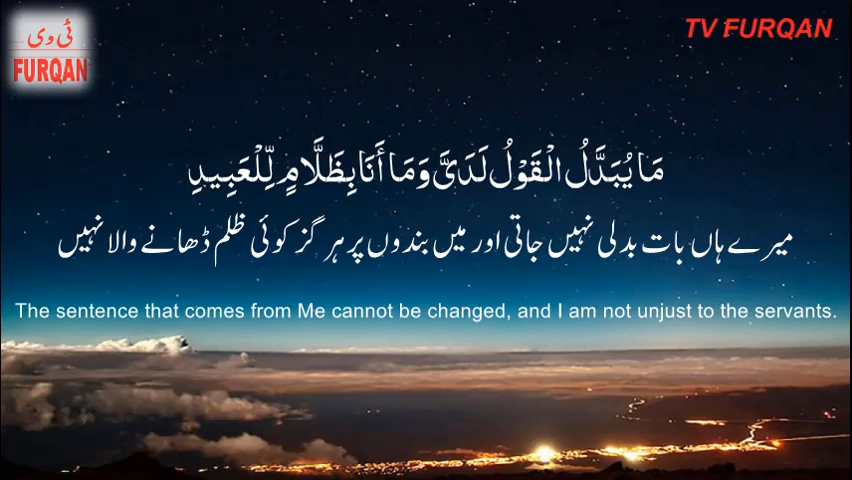 ٹی وی
FURQAN
TV FURQAN
مَا يُبَدَّلُ الْقَوْلُ لَدَىَّ وَمَا أَنَا بِظَلَّامٍ لِّلْعَبِيدِ
میرے ہاں بات بدلی نہیں جاتی اور میں بندوں پر ہر گز کوئی ظلم ڈھانے والا نہیں
The sentence that comes from Me cannot be changed, and I am not unjust to the servants.